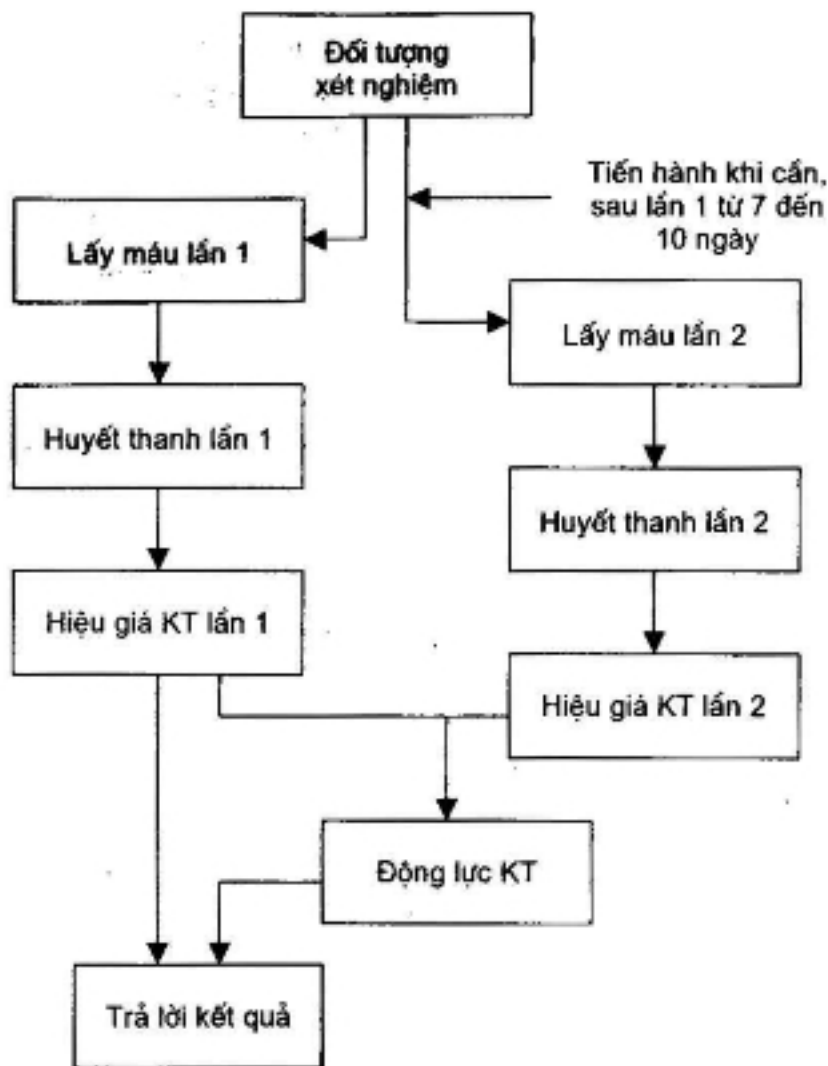 Đối tượng
xét nghiệm
Tiến hành khi cần,
sau lần 1 từ 7 đến
10 ngày
Lấy máu lần 1
Lấy máu lần 2
Huyết thanh lần 1
Huyết thanh lần 2
Hiệu giá KT lần 1
Hiệu giá KT lần 2
Động lực KT
Trả lời kết quả